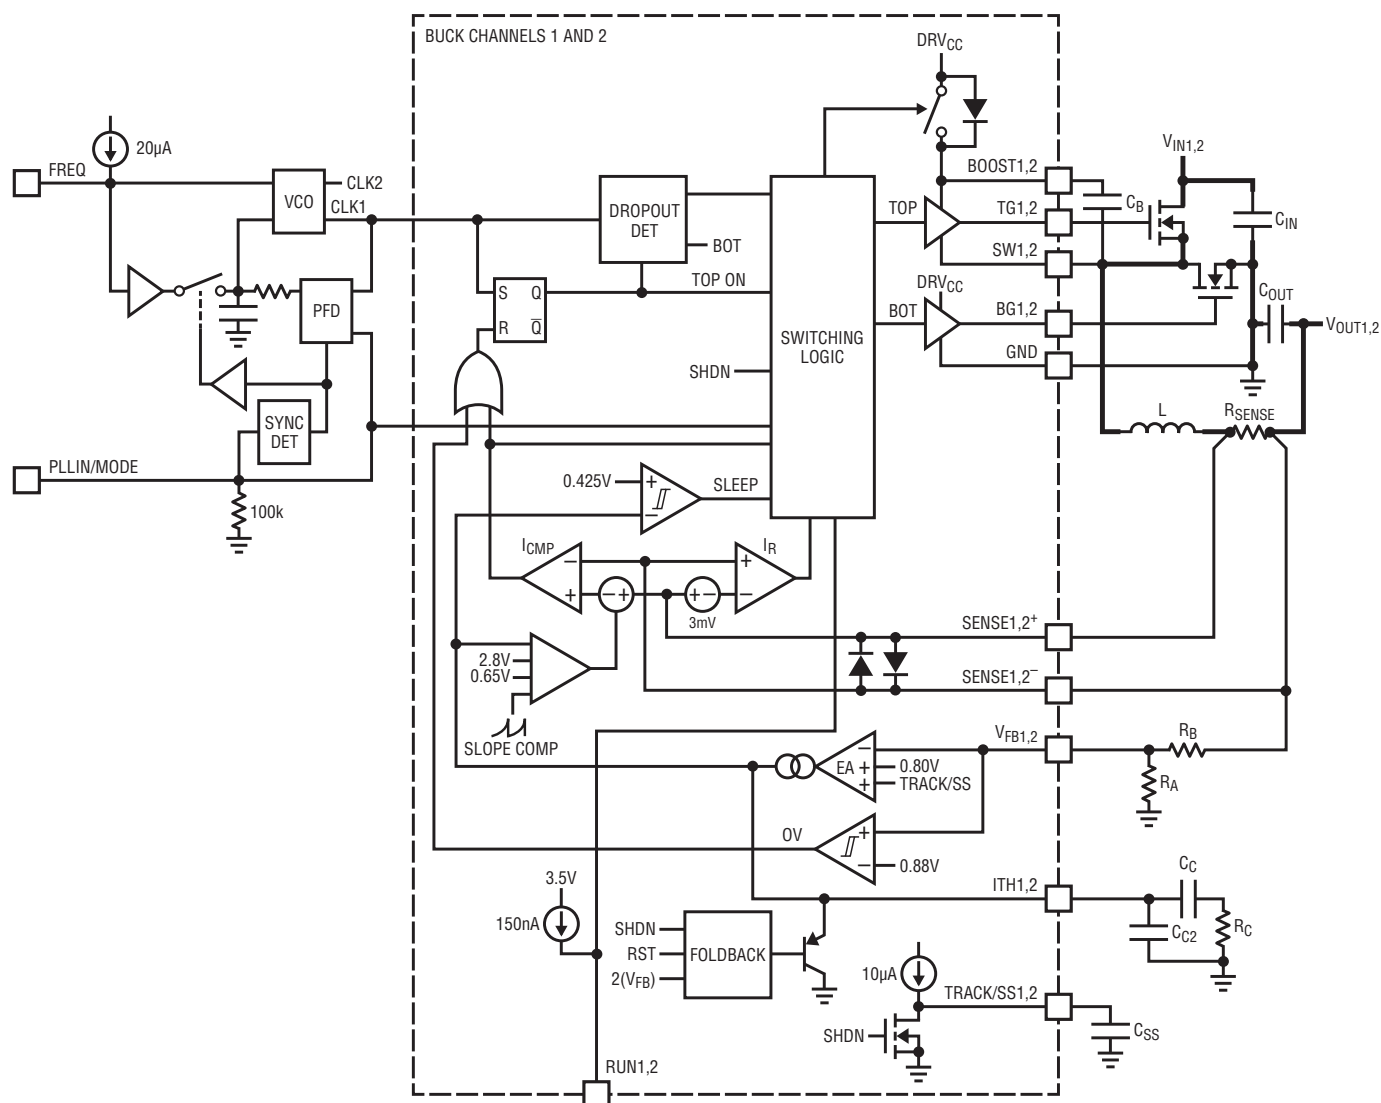 BUCK CHANNELS 1 AND 2
DRVCC
20µA
FREQ
VCO
CLK2
CLK1
DROPOUT
DET
BOT
TOP ON
S
Q
R
Q̅
PFD
SYNC
DET
PLLIN/MODE
100k
SHDN
SWITCHING
LOGIC
TOP
BOT
DRVCC
BOOST1,2
TG1,2
SW1,2
BG1,2
GND
VIN1,2
CB
CIN
COUT
VOUT1,2
L
RSENSE
0.425V
+
−
SLEEP
ICMP
−
+
− +
+ −
3mV
IR
+
−
2.8V
0.65V
SLOPE COMP
SENSE1,2+
SENSE1,2−
VFB1,2
RB
RA
EA
−
+
+
0.80V
TRACK/SS
OV
+
−
0.88V
3.5V
150nA
SHDN
RST
2(VFB)
FOLDBACK
ITH1,2
CC
CC2
RC
10µA
TRACK/SS1,2
SHDN
CSS
RUN1,2